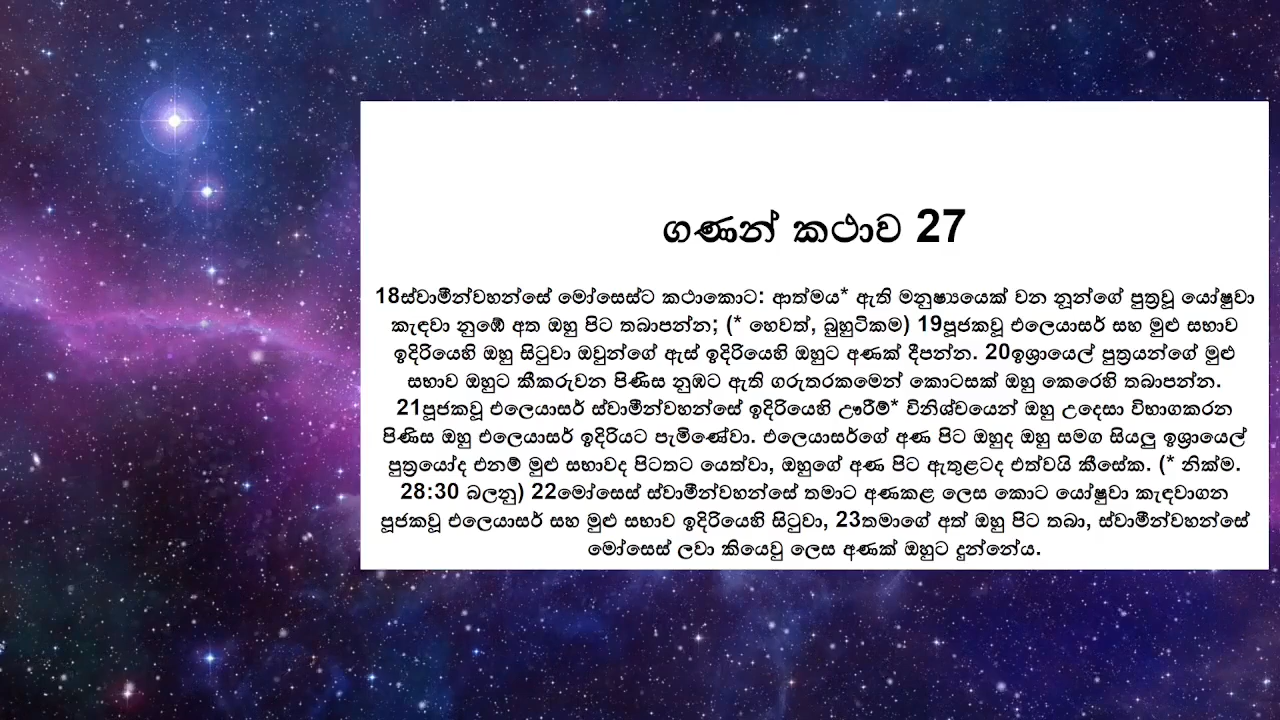 ගණන් කථාව 27
18ස්වාමීන්වහන්සේ මෝසෙස්ට කථාකොට: ආත්මය* ඇති මනුෂ්‍යයෙක් වන නූන්ගේ පුත්‍රවූ යෝෂුවා
කැඳවා නුඹේ අත ඔහු පිට තබාපන්න; (* හෙවත්, බුහුටිකම) 19පූජකවූ එලෙයාසර් සහ මුළු සභාව
ඉදිරියෙහි ඔහු සිටුවා ඔවුන්ගේ ඇස් ඉදිරියෙහි ඔහුට අණක් දීපන්න. 20ඉශ්‍රායෙල් පුත්‍රයන්ගේ මුළු
සභාව ඔහුට කීකරුවන පිණිස නුඹට ඇති ගරුතරකමෙන් කොටසක් ඔහු කෙරෙහි තබාපන්න.
21පූජකවූ එලෙයාසර් ස්වාමීන්වහන්සේ ඉදිරියෙහි ඌරීම්* විනිශ්චයෙන් ඔහු උදෙසා විභාගකරන
පිණිස ඔහු එලෙයාසර් ඉදිරියට පැමිණේවා. එලෙයාසර්ගේ අණ පිට ඔහුද ඔහු සමග සියලු ඉශ්‍රායෙල්
පුත්‍රයෝද එනම් මුළු සභාවද පිටතට යෙත්වා, ඔහුගේ අණ පිට ඇතුළටද එත්වයි කීසේක. (* නික්ම.
28:30 බලනු) 22මෝසෙස් ස්වාමීන්වහන්සේ තමාට අණකළ ලෙස කොට යෝෂුවා කැඳවාගන
පූජකවූ එලෙයාසර් සහ මුළු සභාව ඉදිරියෙහි සිටුවා, 23තමාගේ අත් ඔහු පිට තබා, ස්වාමීන්වහන්සේ
මෝසෙස් ලවා කියෙවු ලෙස අණක් ඔහුට දුන්නේය.